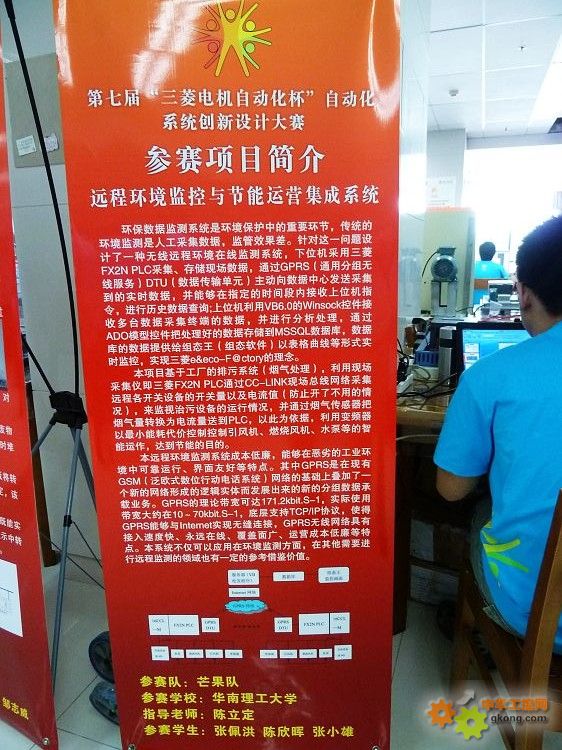 第七届“三菱电机自动化杯”自动化
系统创新设计大赛
参赛项目简介
远程环境监控与节能运营集成系统
环保数据监测系统是环境保护中的重要环节，传统的
环境监测是人工采集数据，监管效果差。针对这一问题设
计了一种无线远程环境在线监测系统，下位机采用三菱
FX2N PLC采集、存储现场数据，通过GPRS（通用分组无
线服务）DTU（数据传输单元）主动向数据中心发送采集
到的实时数据，并能够在指定的时间段内接收上位机指
令，进行历史数据查询;上位机利用VB6.0的Winsock控件接
收多台数据采集终端的数据，并进行分析处理，通过
ADO模型控件把处理好的数据存储到MSSQL数据库，数据
库的数据提供给组态王（组态软件）以表格曲线等形式实
时监控，实现三菱e&eco-F@ctory的理念。
本项目基于工厂的排污系统（烟气处理），利用现场
采集仪即三菱FX2N PLC通过CC-LINK现场总线网络采集
远程各开关设备的开关量以及电流值（防止开了不用的情
况），来监视治污设备的运行情况，并通过烟气传感器把
烟气量转换为电流量送到PLC，以此为依据，利用变频器
以最小能耗代价控制控制引风机、燃烧风机、水泵等的智
能运作，达到节能的目的。
本远程环境监测系统成本低廉，能够在恶劣的工业环
境中可靠运行、界面友好等特点。其中GPRS是在现有
GSM（泛欧式数位行动电话系统）网络的基础上叠加了一
个新的网络形成的逻辑实体而发展出来的新的分组数据承
载业务。GPRS的理论带宽可达171.2kbit.S-1，实际使用
带宽大约在10－70kbit.S-1，底层支持TCP/IP协议，使得
GPRS能够与Internet实现无缝连接，GPRS无线网络具有
接入速度快、永远在线、覆盖面广、运营成本低廉等特
点。本系统不仅可以应用在环境监测方面，在其他需要进
行远程监测的领域也有一定的参考借鉴价值。
数据库
Internet 网络
GPRS 网络
FX2N PLC
GPRS DTU
GPRS DTU
FX2N PLC
参赛队：芒果队
参赛学校：华南理工大学
指导老师：陈立定
参赛学生：张佩洪 陈欣晖 张小雄
邹志威
中华工控网
gkong.com